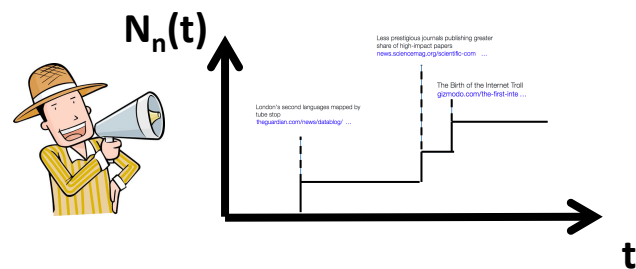 N_n(t)
Less prestigious journals publishing greater
share of high-impact papers
news.sciencemag.org/scientific-com ...
The Birth of the Internet Troll
gizmodo.com/the-first-inte ...
London's second languages mapped by
tube stop
theguardian.com/news/datablog/ ...
t